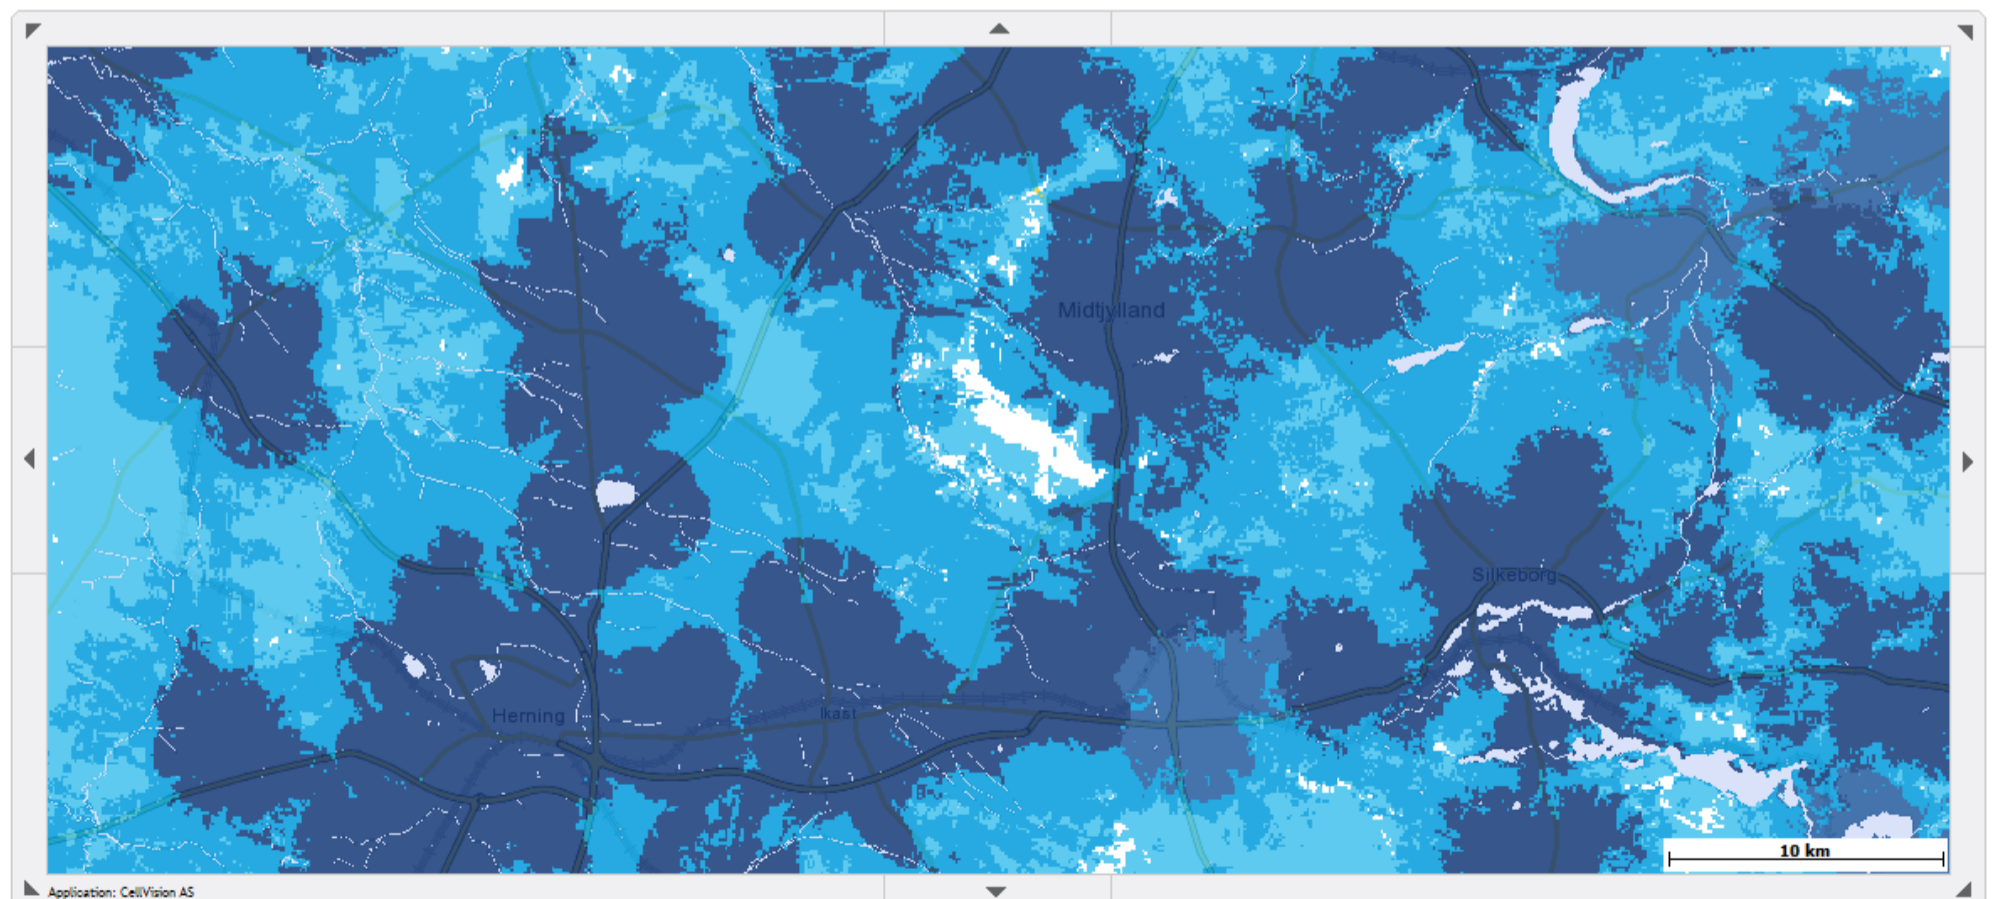 Midtjylland
Silkeborg
Herning
Ikast
10 km
Application: CellVision AS